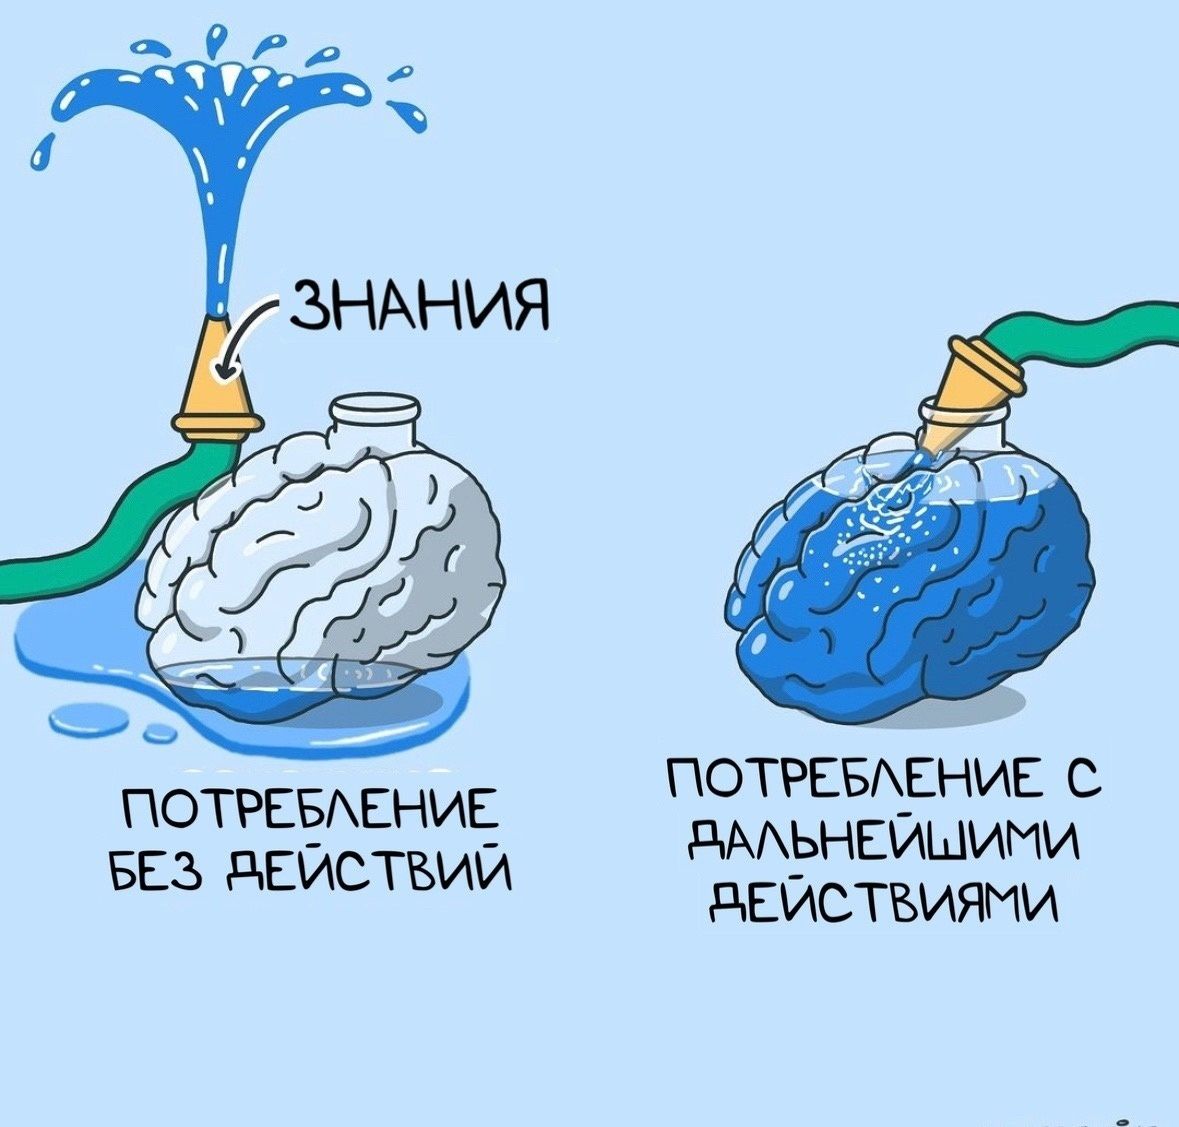 ЗНАНИЯ
ПОТРЕБЛЕНИЕ
БЕЗ ДЕЙСТВИЙ
ПОТРЕБЛЕНИЕ С
ДАЛЬНЕЙШИМИ
ДЕЙСТВИЯМИ